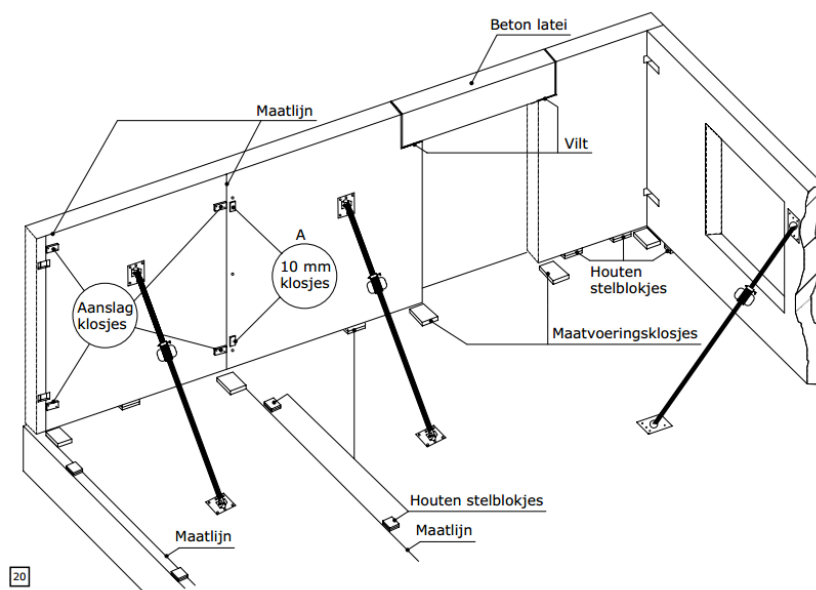 Beton latei
Maatlijn
Vilt
A
10 mm
klosjes
Aanslag
klosjes
Houten
stelblokjes
Maatvoeringsklosjes
Houten stelblokjes
Maatlijn
Maatlijn
20